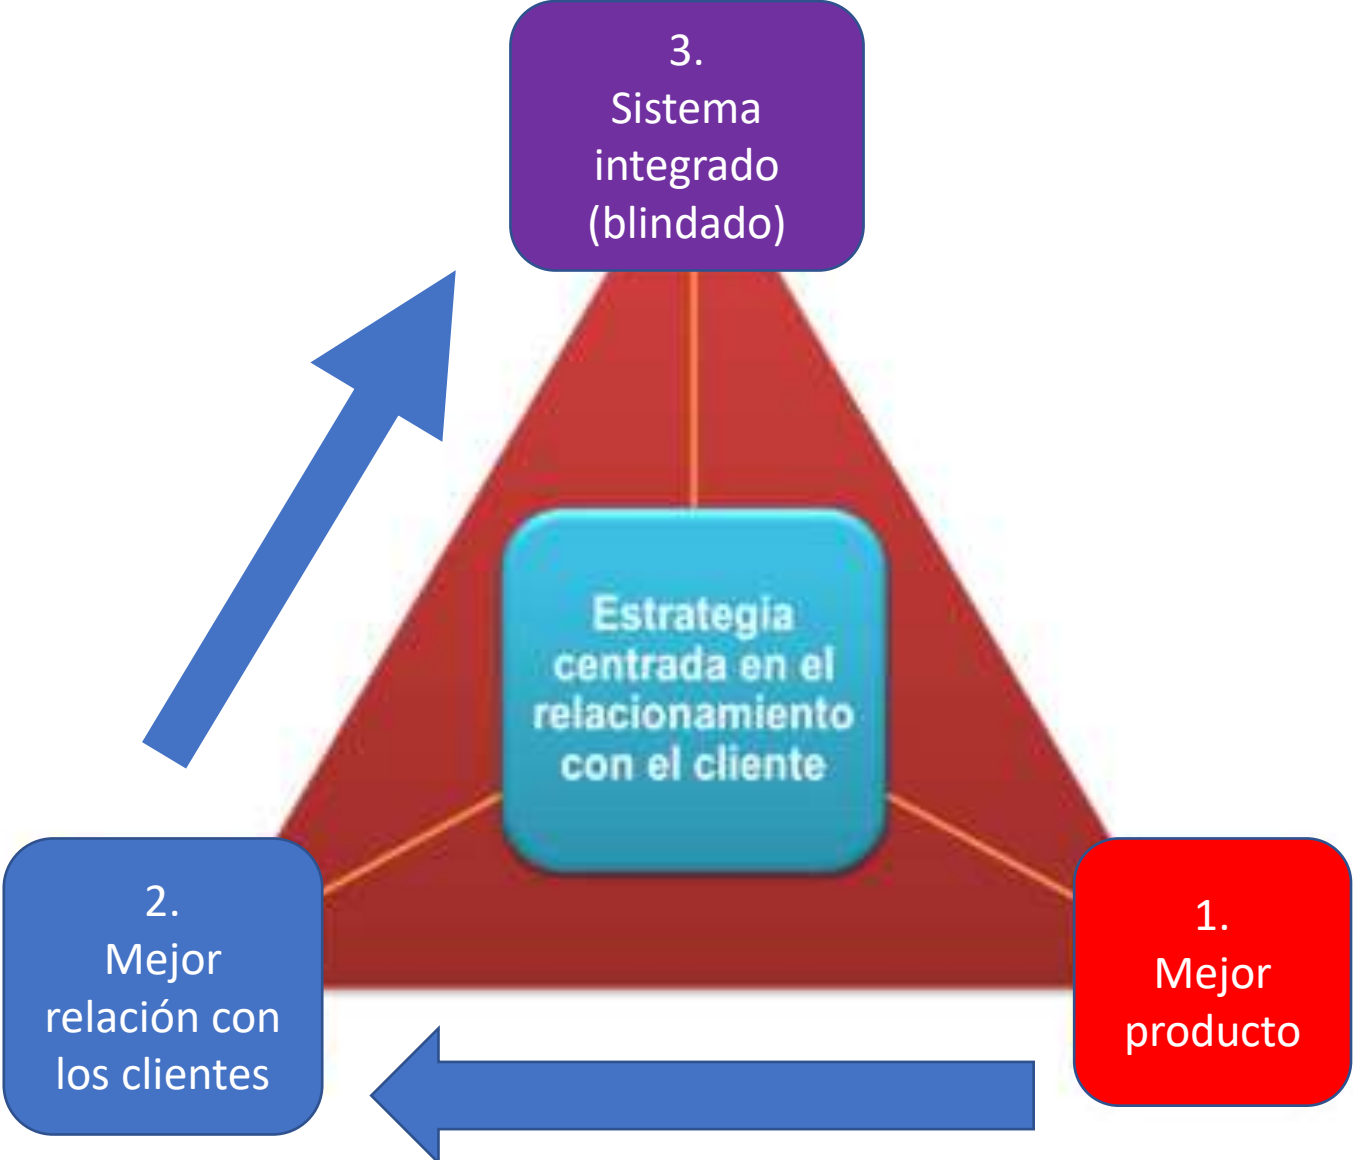 3.
Sistema
integrado
(blindado)
Estrategia
centrada en el
relacionamiento
con el cliente
2.
Mejor
relación con
los clientes
1.
Mejor
producto